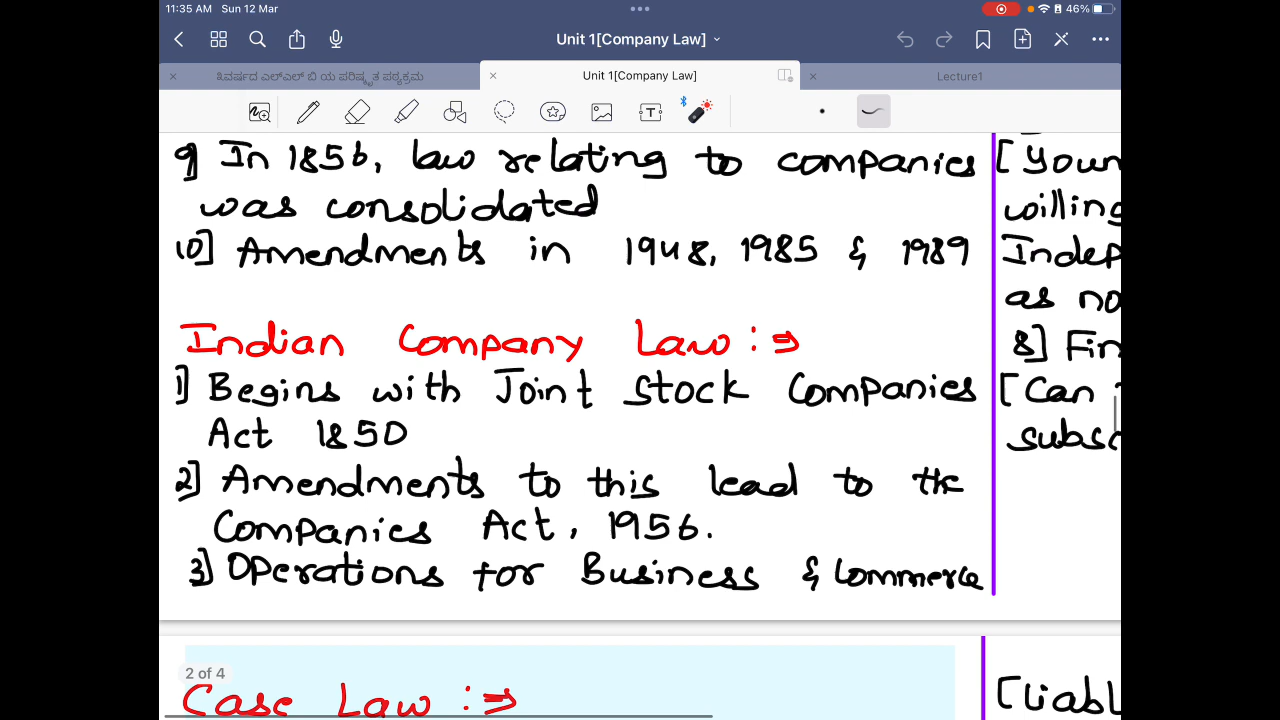 11:35 AM Sun 12 Mar
46%
Unit 1[Company Law]
೩ವರ್ಷದ ಎಲ್ಎಲ್ ಬಿ ಯ ಪರಿಷ್ಕೃತ ಪಠ್ಯಕ್ರಮ
Unit 1[Company Law]
Lecture1
9] In 1856, law relating to companies
was consolidated
10] Amendments in 1948, 1985 & 1989
Indian Company Law :⇒
1] Begins with Joint Stock Companies
Act 1850
2] Amendments to this lead to the
Companies Act, 1956.
3] Operations for Business & Commerce
2 of 4
Case Law :⇒
[Youn
willing
Indep
as no
8] Fin
[Can
subsc
[Liabl